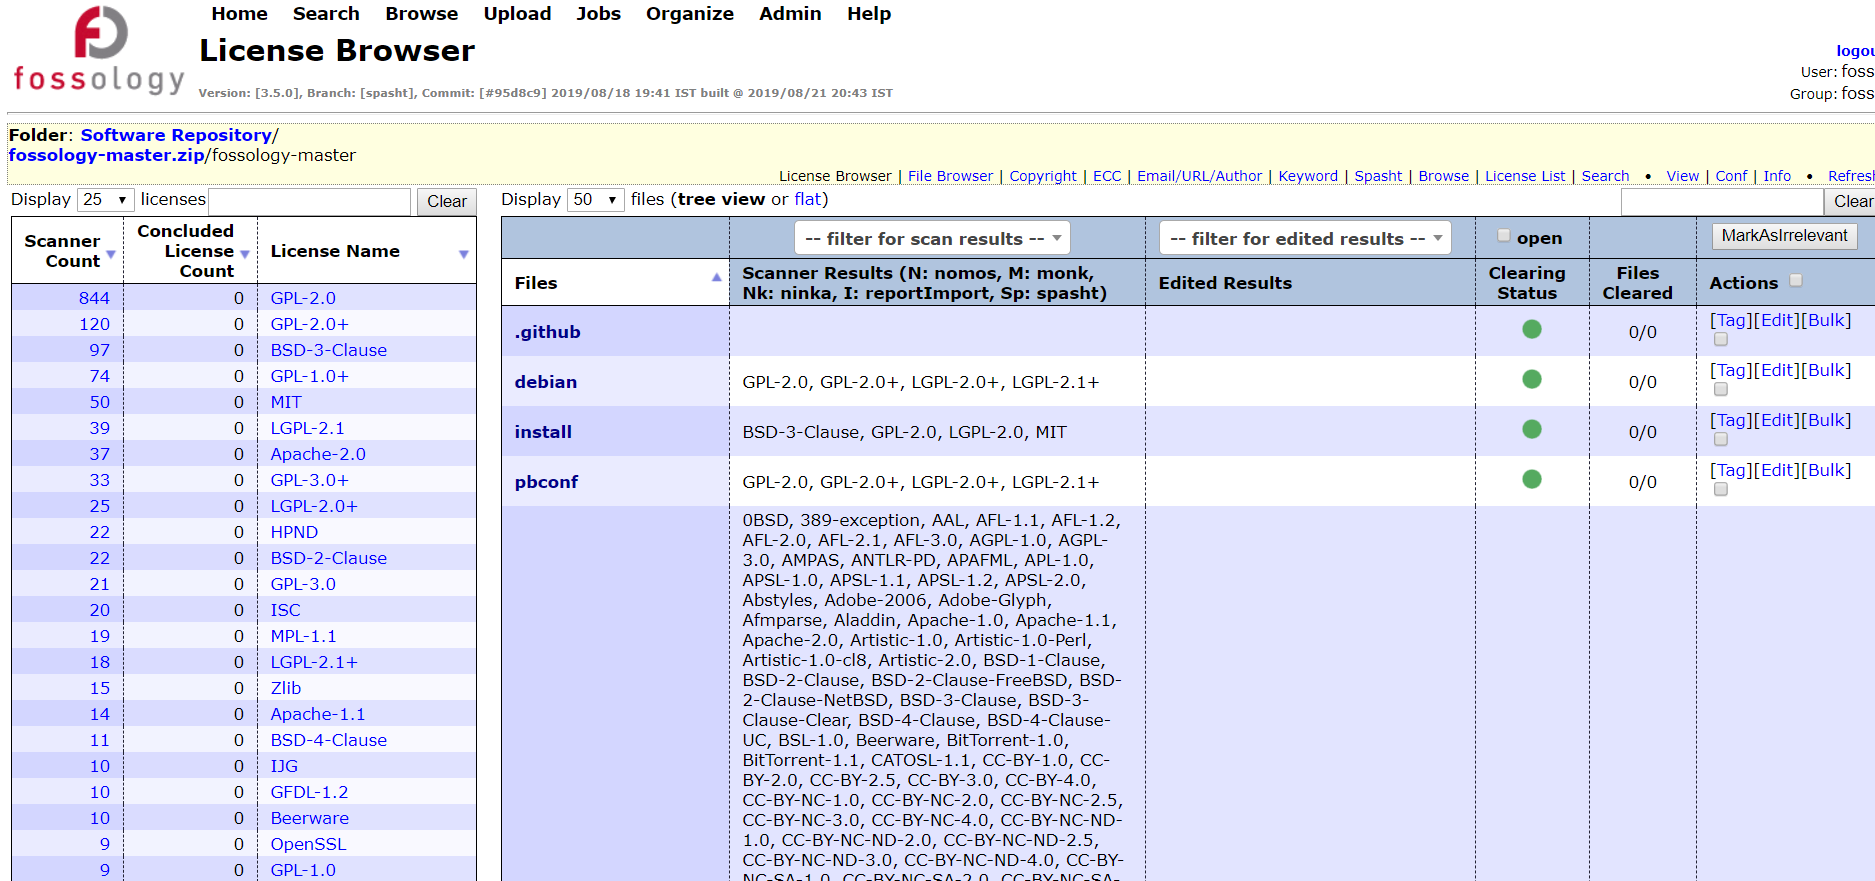 Home Search Browse Upload Jobs Organize Admin Help
fossology
License Browser
logou
User: foss
Group: foss
Version: [3.5.0], Branch: [spasht], Commit: [#95d8c9] 2019/08/18 19:41 IST built @ 2019/08/21 20:43 IST
Folder: Software Repository/
fossology-master.zip/fossology-master
License Browser | File Browser | Copyright | ECC | Email/URL/Author | Keyword | Spasht | Browse | License List | Search • View | Conf | Info • Refresh
Display 25 licenses Clear
Scanner Count
Concluded License Count
License Name
844 0 GPL-2.0
120 0 GPL-2.0+
97 0 BSD-3-Clause
74 0 GPL-1.0+
50 0 MIT
39 0 LGPL-2.1
37 0 Apache-2.0
33 0 GPL-3.0+
25 0 LGPL-2.0+
22 0 HPND
22 0 BSD-2-Clause
21 0 GPL-3.0
20 0 ISC
19 0 MPL-1.1
18 0 LGPL-2.1+
15 0 Zlib
14 0 Apache-1.1
11 0 BSD-4-Clause
10 0 IJG
10 0 GFDL-1.2
10 0 Beerware
9 0 OpenSSL
9 0 GPL-1.0
Display 50 files (tree view or flat) Clear
-- filter for scan results -- -- filter for edited results -- open MarkAsIrrelevant
Files
Scanner Results (N: nomos, M: monk,
Nk: ninka, I: reportImport, Sp: spasht)
Edited Results
Clearing
Status
Files
Cleared
Actions
.github 0/0 [Tag][Edit][Bulk]
debian GPL-2.0, GPL-2.0+, LGPL-2.0+, LGPL-2.1+ 0/0 [Tag][Edit][Bulk]
install BSD-3-Clause, GPL-2.0, LGPL-2.0, MIT 0/0 [Tag][Edit][Bulk]
pbconf GPL-2.0, GPL-2.0+, LGPL-2.0+, LGPL-2.1+ 0/0 [Tag][Edit][Bulk]
0BSD, 389-exception, AAL, AFL-1.1, AFL-1.2,
AFL-2.0, AFL-2.1, AFL-3.0, AGPL-1.0, AGPL-
3.0, AMPAS, ANTLR-PD, APAFML, APL-1.0,
APSL-1.0, APSL-1.1, APSL-1.2, APSL-2.0,
Abstyles, Adobe-2006, Adobe-Glyph,
Afmparse, Aladdin, Apache-1.0, Apache-1.1,
Apache-2.0, Artistic-1.0, Artistic-1.0-Perl,
Artistic-1.0-cl8, Artistic-2.0, BSD-1-Clause,
BSD-2-Clause, BSD-2-Clause-FreeBSD, BSD-
2-Clause-NetBSD, BSD-3-Clause, BSD-3-
Clause-Clear, BSD-4-Clause, BSD-4-Clause-
UC, BSL-1.0, Beerware, BitTorrent-1.0,
BitTorrent-1.1, CATOSL-1.1, CC-BY-1.0, CC-
BY-2.0, CC-BY-2.5, CC-BY-3.0, CC-BY-4.0,
CC-BY-NC-1.0, CC-BY-NC-2.0, CC-BY-NC-2.5,
CC-BY-NC-3.0, CC-BY-NC-4.0, CC-BY-NC-ND-
1.0, CC-BY-NC-ND-2.0, CC-BY-NC-ND-2.5,
CC-BY-NC-ND-3.0, CC-BY-NC-ND-4.0, CC-BY-
NC-SA-1.0, CC-BY-NC-SA-2.0, CC-BY-NC-SA-